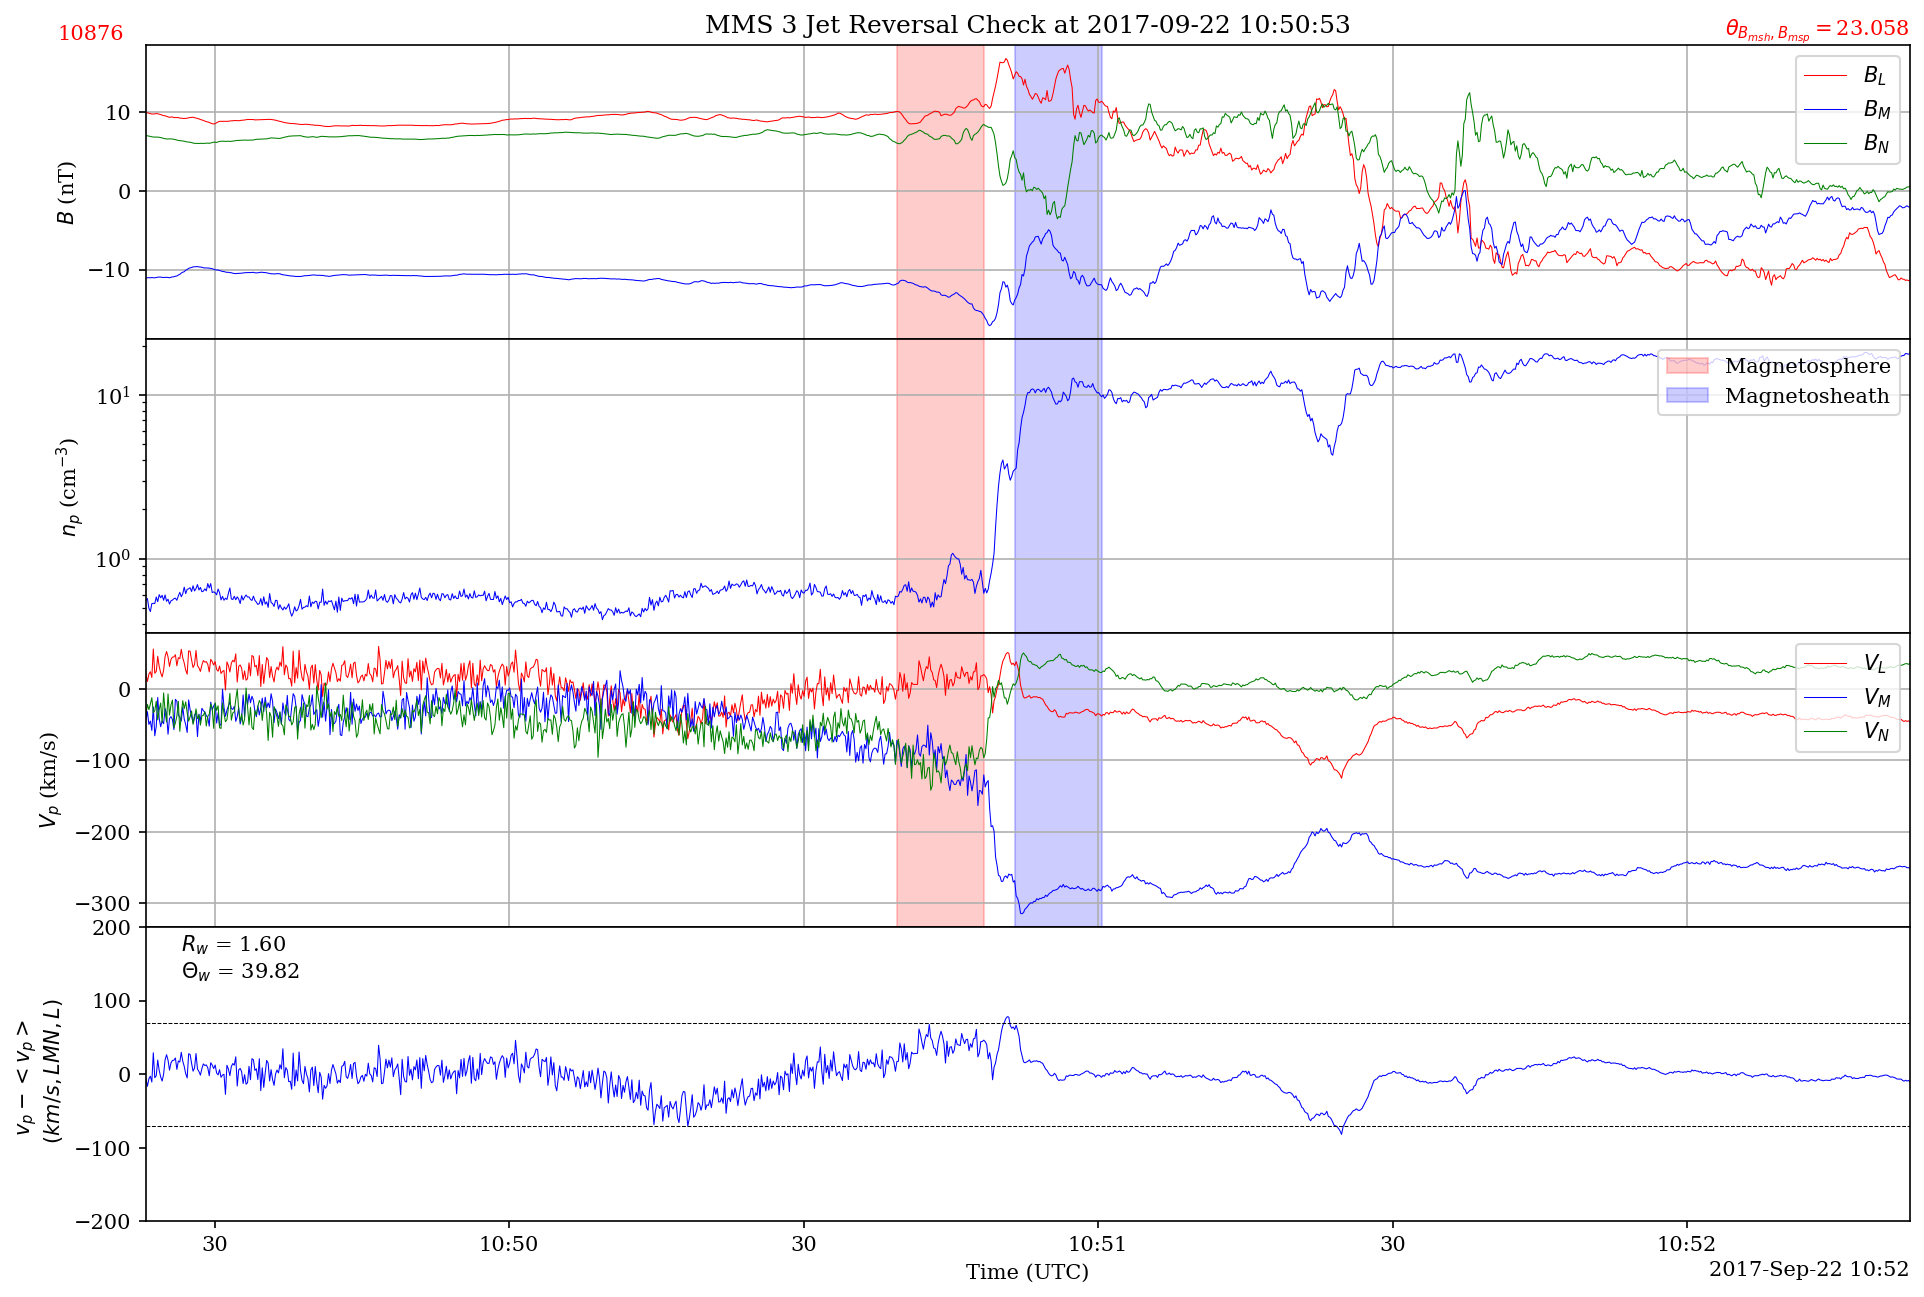 10876
MMS 3 Jet Reversal Check at 2017-09-22 10:50:53
θ_{B_{msh}, B_{msp}} = 23.058
B (nT)
10
0
−10
B_L
B_M
B_N
n_p (cm^{−3})
10^1
10^0
Magnetosphere
Magnetosheath
V_p (km/s)
0
−100
−200
−300
V_L
V_M
V_N
v_p − < v_p >
(km/s, LMN, L)
200
100
0
−100
−200
R_w = 1.60
Θ_w = 39.82
30
10:50
30
10:51
30
10:52
Time (UTC)
2017-Sep-22 10:52